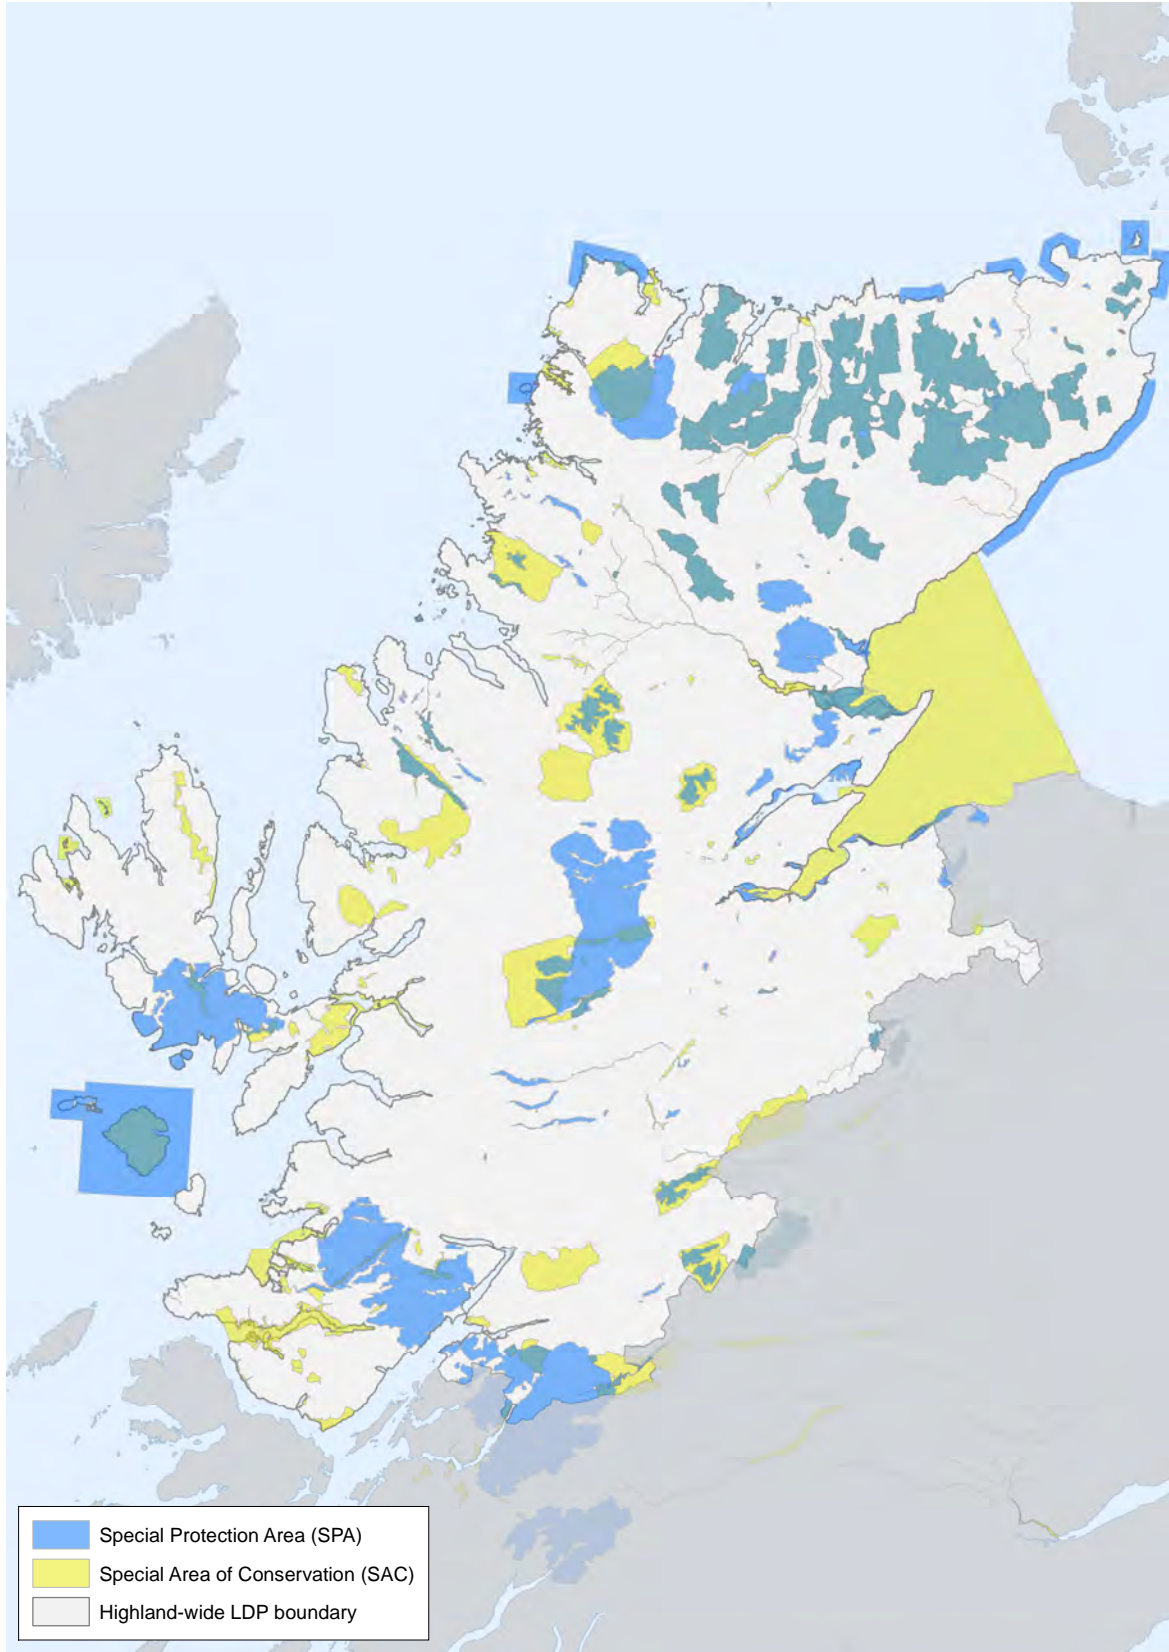 Special Protection Area (SPA)
Special Area of Conservation (SAC)
Highland-wide LDP boundary